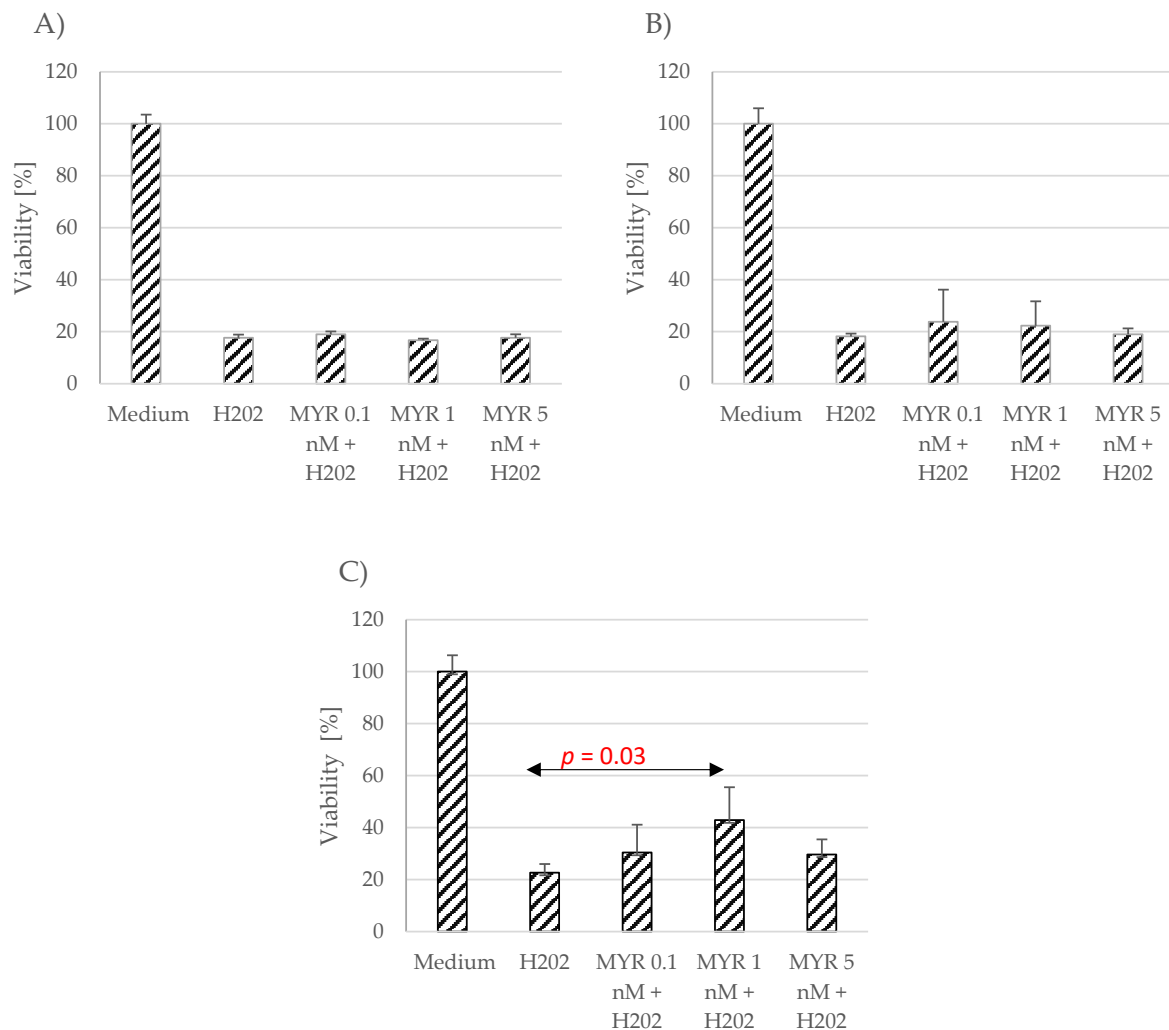 A)
Viability [%]
120
100
80
60
40
20
0
Medium
H202
MYR 0.1
nM +
H202
MYR 1
nM +
H202
MYR 5
nM +
H202
B)
Viability [%]
120
100
80
60
40
20
0
Medium
H202
MYR 0.1
nM +
H202
MYR 1
nM +
H202
MYR 5
nM +
H202
C)
Viability [%]
120
100
80
60
40
20
0
p = 0.03
Medium
H202
MYR 0.1
nM +
H202
MYR 1
nM +
H202
MYR 5
nM +
H202